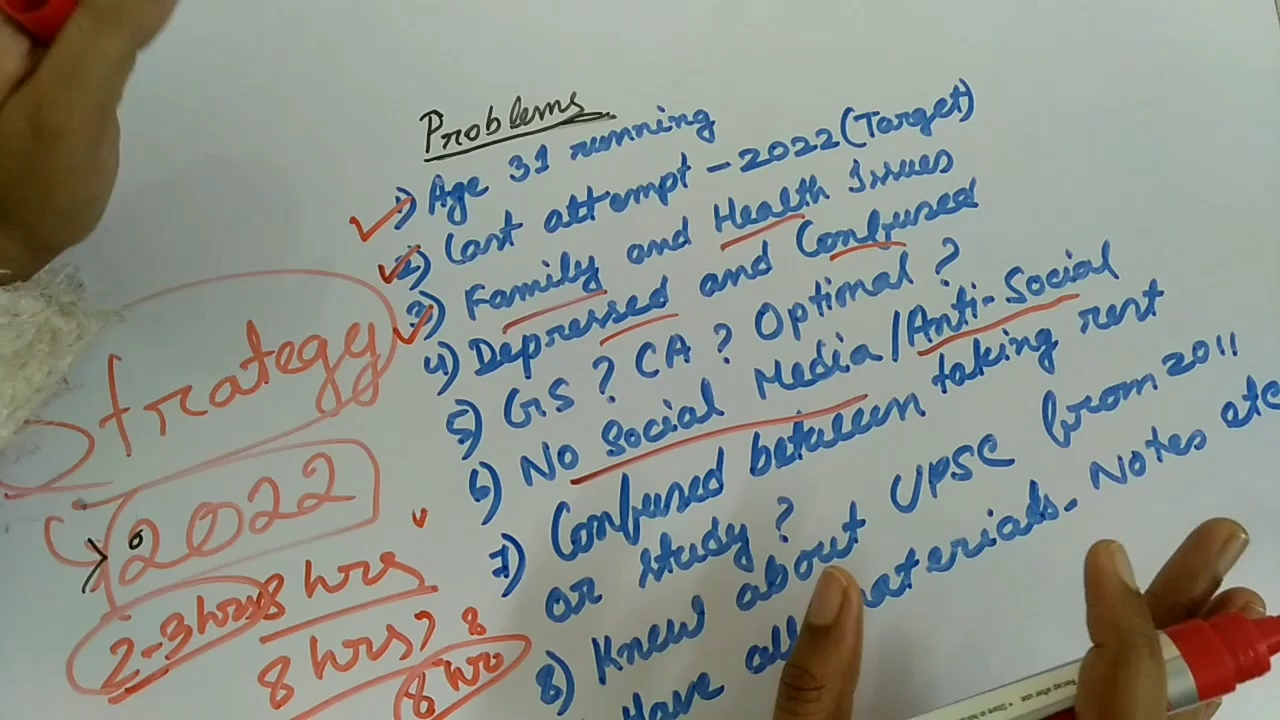 Problems
1) Age 31 running
2) Last attempt - 2022 (Target)
3) Family and Health Issues
4) Depressed and Confused
5) GS ? CA ? Optional ?
6) No Social Media / Anti-Social
7) Confused between taking rest
or study ?
8) Knew about UPSC from 2011
Have all materials. Notes etc
Strategy
2022
2-3 hrs 8 hrs
8 hrs ? 8
8 hrs